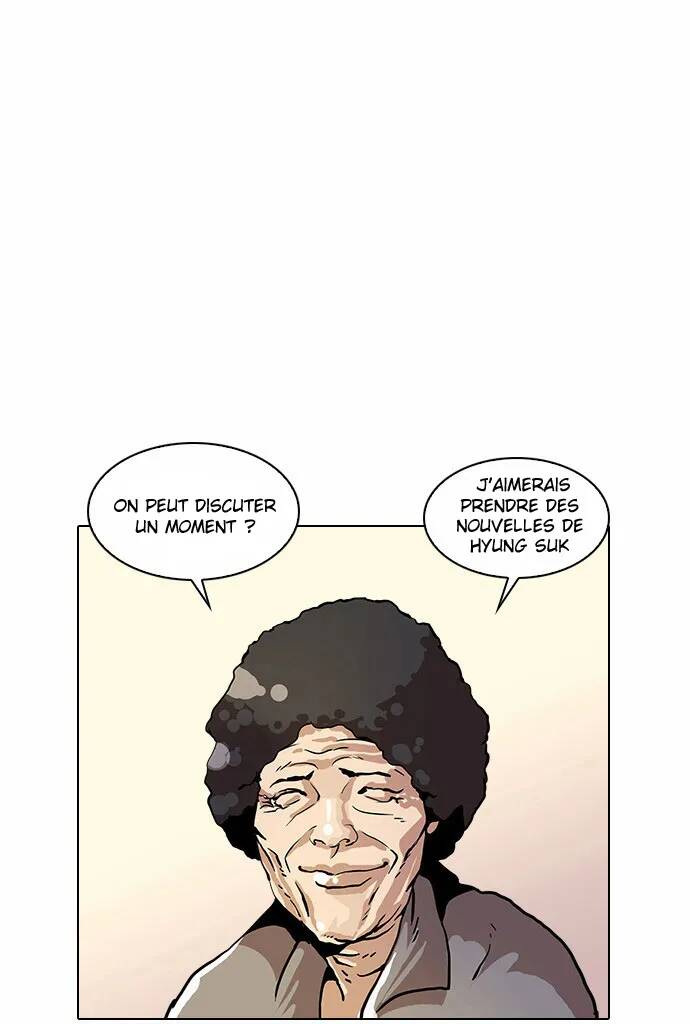 ON PEUT DISCUTER
UN MOMENT ?
J'AIMERAIS
PRENDRE DES
NOUVELLES DE
HYUNG SUK